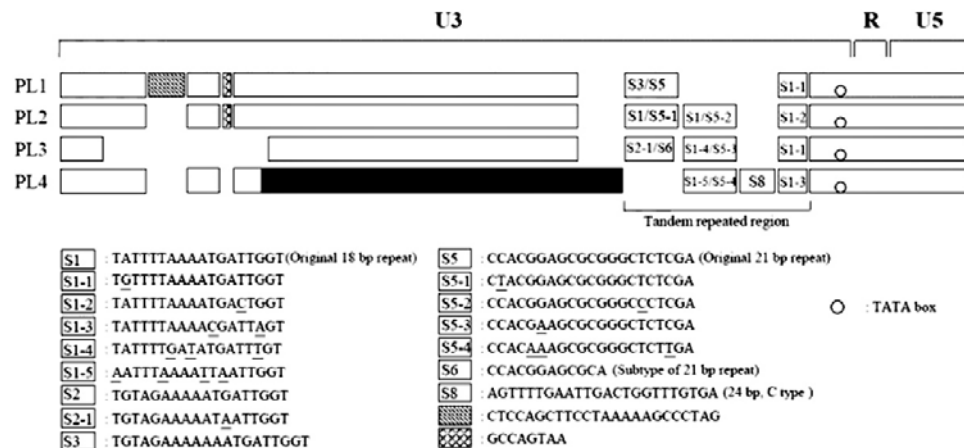 U3 R U5
PL1 S3/S5 S1-1
PL2 S1/S5-1 S1/S5-2 S1-2
PL3 S2-1/S6 S1-4/S5-3 S1-1
PL4 S1-5/S5-4 S8 S1-3
Tandem repeated region
S1 : TATTTTAAAATGATTGGT (Original 18 bp repeat)
S1-1 : TGTTTTAAAATGATTGGT
S1-2 : TATTTTAAAATGACTGGT
S1-3 : TATTTTAAAACGATTAGT
S1-4 : TATTTTGATATGATTTGT
S1-5 : AATTTAAAAATTAATTGGT
S2 : TGTAGAAAAATGATTGGT
S2-1 : TGTAGAAAAATAATTGGT
S3 : TGTAGAAAAAAATGATTGGT
S5 : CCACGGAGCGCGGGCTCTCGA (Original 21 bp repeat)
S5-1 : CTACGGAGCGCGGGCTCTCGA
S5-2 : CCACGGAGCGCGGGCCCTCGA
S5-3 : CCACGAAGCGCGGGCTCTCGA
S5-4 : CCACAAAGCGCGGGCTCTTGA
S6 : CCACGGAGCGCA (Subtype of 21 bp repeat)
S8 : AGTTTTGAATTGACTGGTTTGTGA (24 bp, C type )
: CTCCAGCTTCCTAAAAAGCCCTAG
: GCCAGTAA
: TATA box